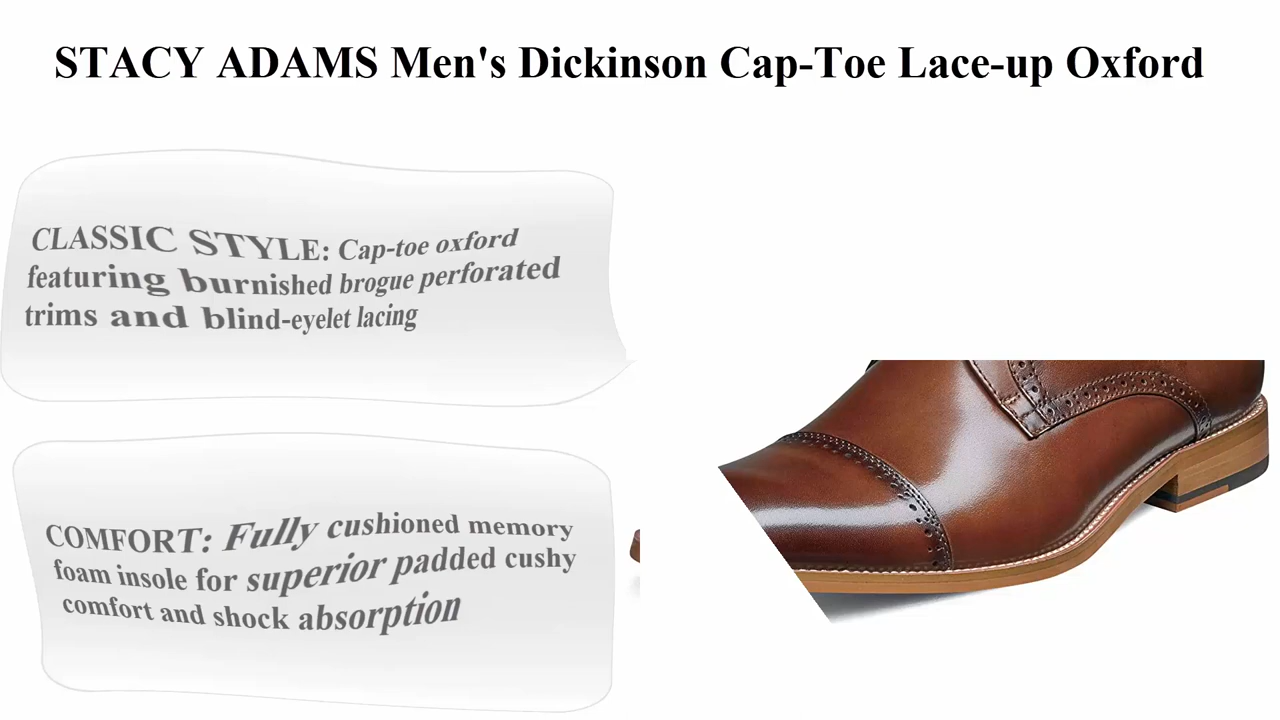 STACY ADAMS Men's Dickinson Cap-Toe Lace-up Oxford
CLASSIC STYLE: Cap-toe oxford
featuring burnished brogue perforated
trims and blind-eyelet lacing
COMFORT: Fully cushioned memory
foam insole for superior padded cushy
comfort and shock absorption